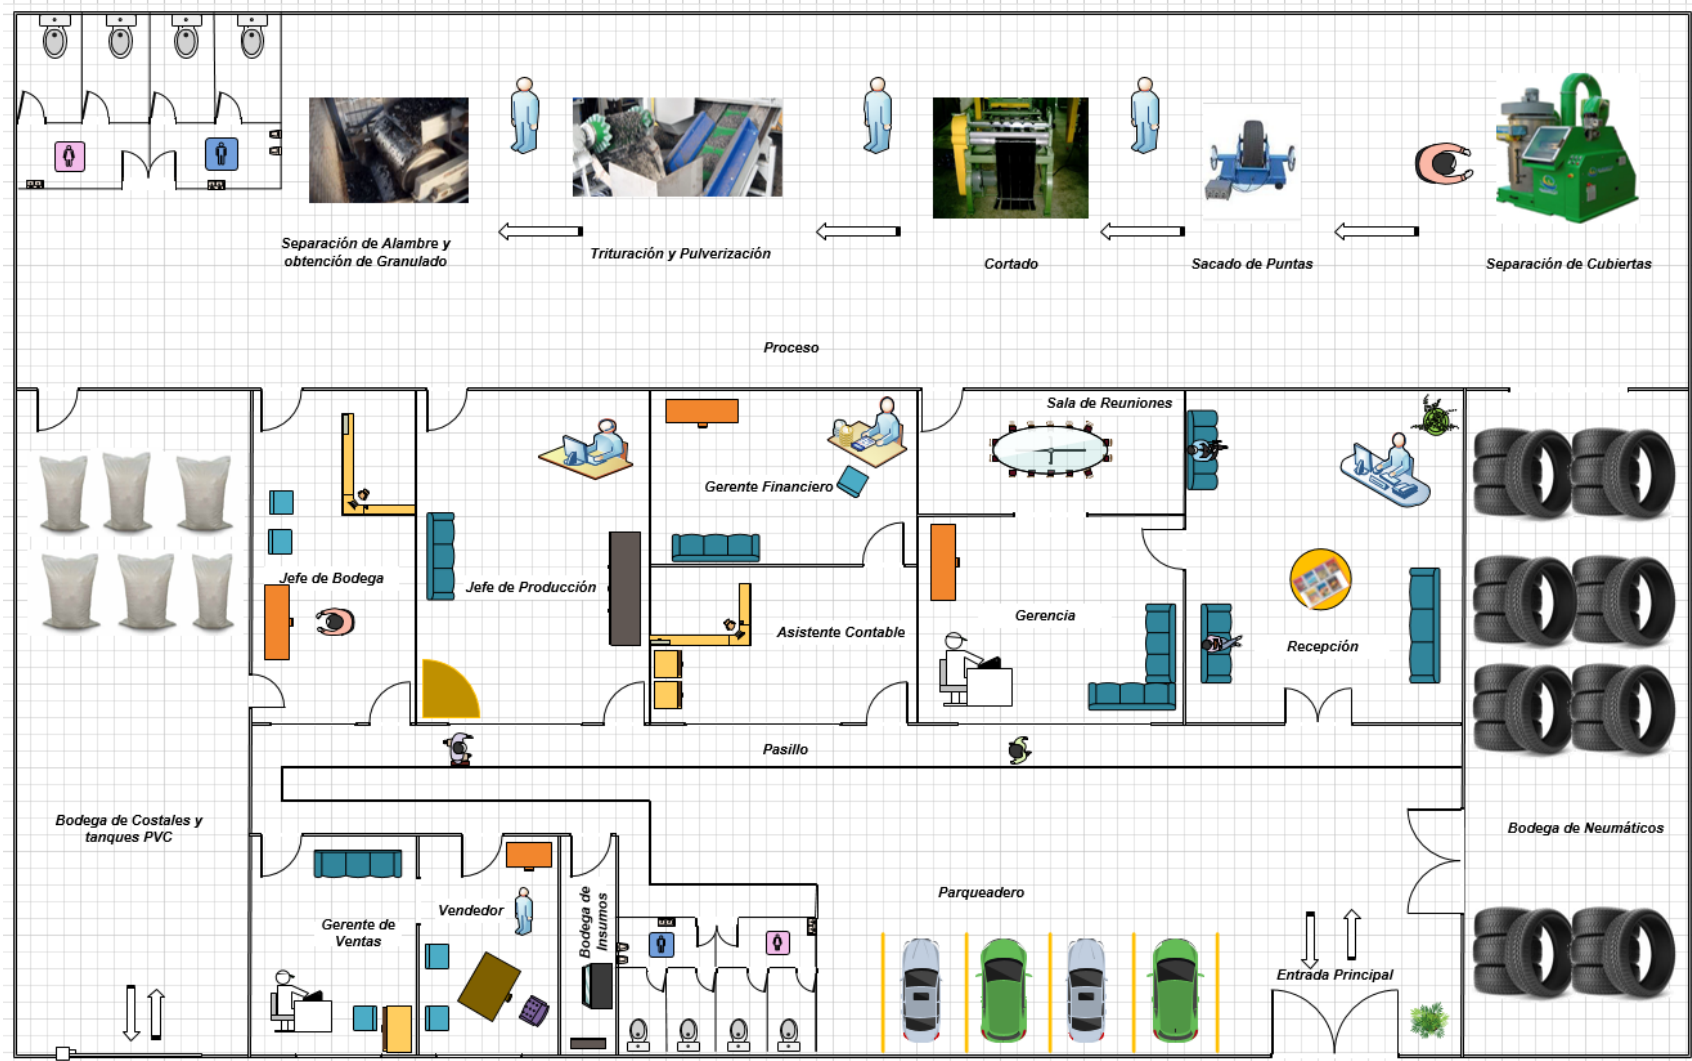 Separación de Alambre y
obtención de Granulado
Trituración y Pulverización
Cortado
Sacado de Puntas
Separación de Cubiertas
Proceso
Sala de Reuniones
Gerente Financiero
Jefe de Bodega
Jefe de Producción
Asistente Contable
Gerencia
Recepción
Pasillo
Bodega de Costales y
tanques PVC
Bodega de Neumáticos
Gerente de
Ventas
Vendedor
Bodega de
Insumos
Parqueadero
Entrada Principal